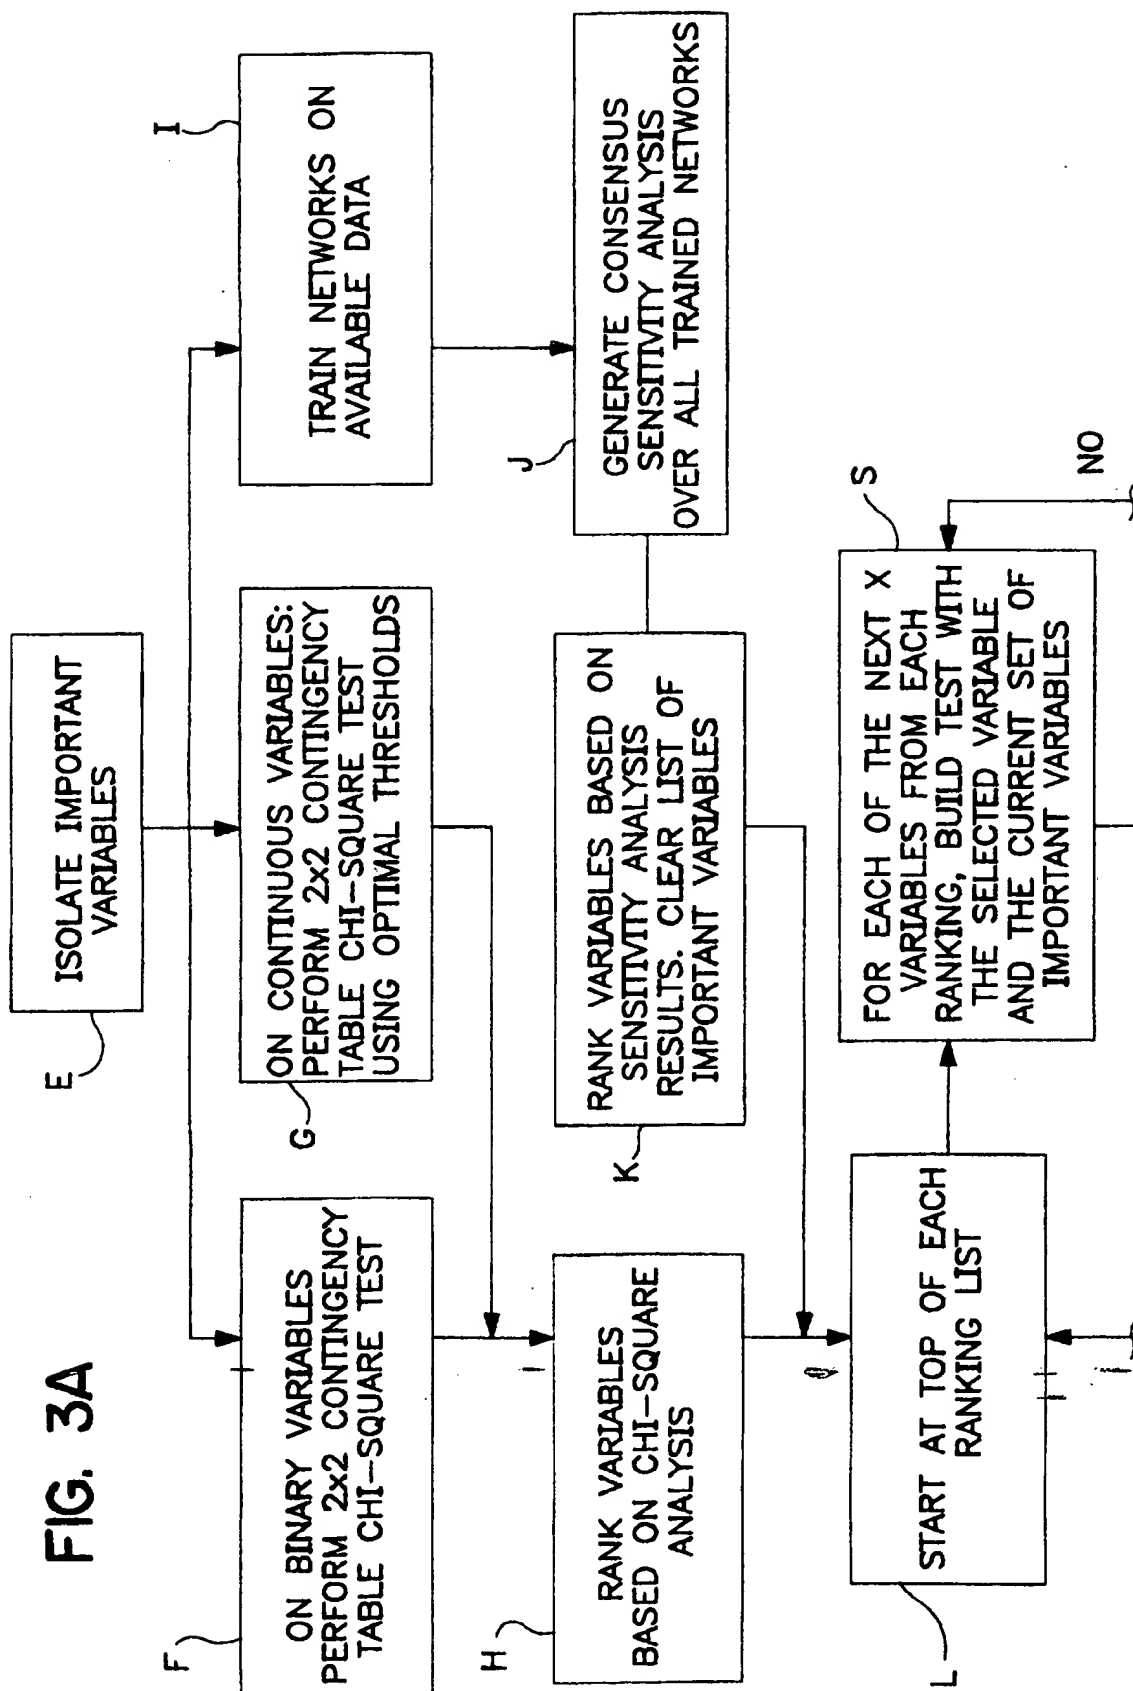 FIG. 3A
E
ISOLATE IMPORTANT
VARIABLES
F
ON BINARY VARIABLES
PERFORM 2x2 CONTINGENCY
TABLE CHI-SQUARE TEST
G
ON CONTINUOUS VARIABLES:
PERFORM 2x2 CONTINGENCY
TABLE CHI-SQUARE TEST
USING OPTIMAL THRESHOLDS
I
TRAIN NETWORKS ON
AVAILABLE DATA
H
RANK VARIABLES
BASED ON CHI-SQUARE
ANALYSIS
K
RANK VARIABLES BASED ON
SENSITIVITY ANALYSIS
RESULTS. CLEAR LIST OF
IMPORTANT VARIABLES
J
GENERATE CONSENSUS
SENSITIVITY ANALYSIS
OVER ALL TRAINED NETWORKS
L
START AT TOP OF EACH
RANKING LIST
S
FOR EACH OF THE NEXT X
VARIABLES FROM EACH
RANKING, BUILD TEST WITH
THE SELECTED VARIABLE
AND THE CURRENT SET OF
IMPORTANT VARIABLES
NO